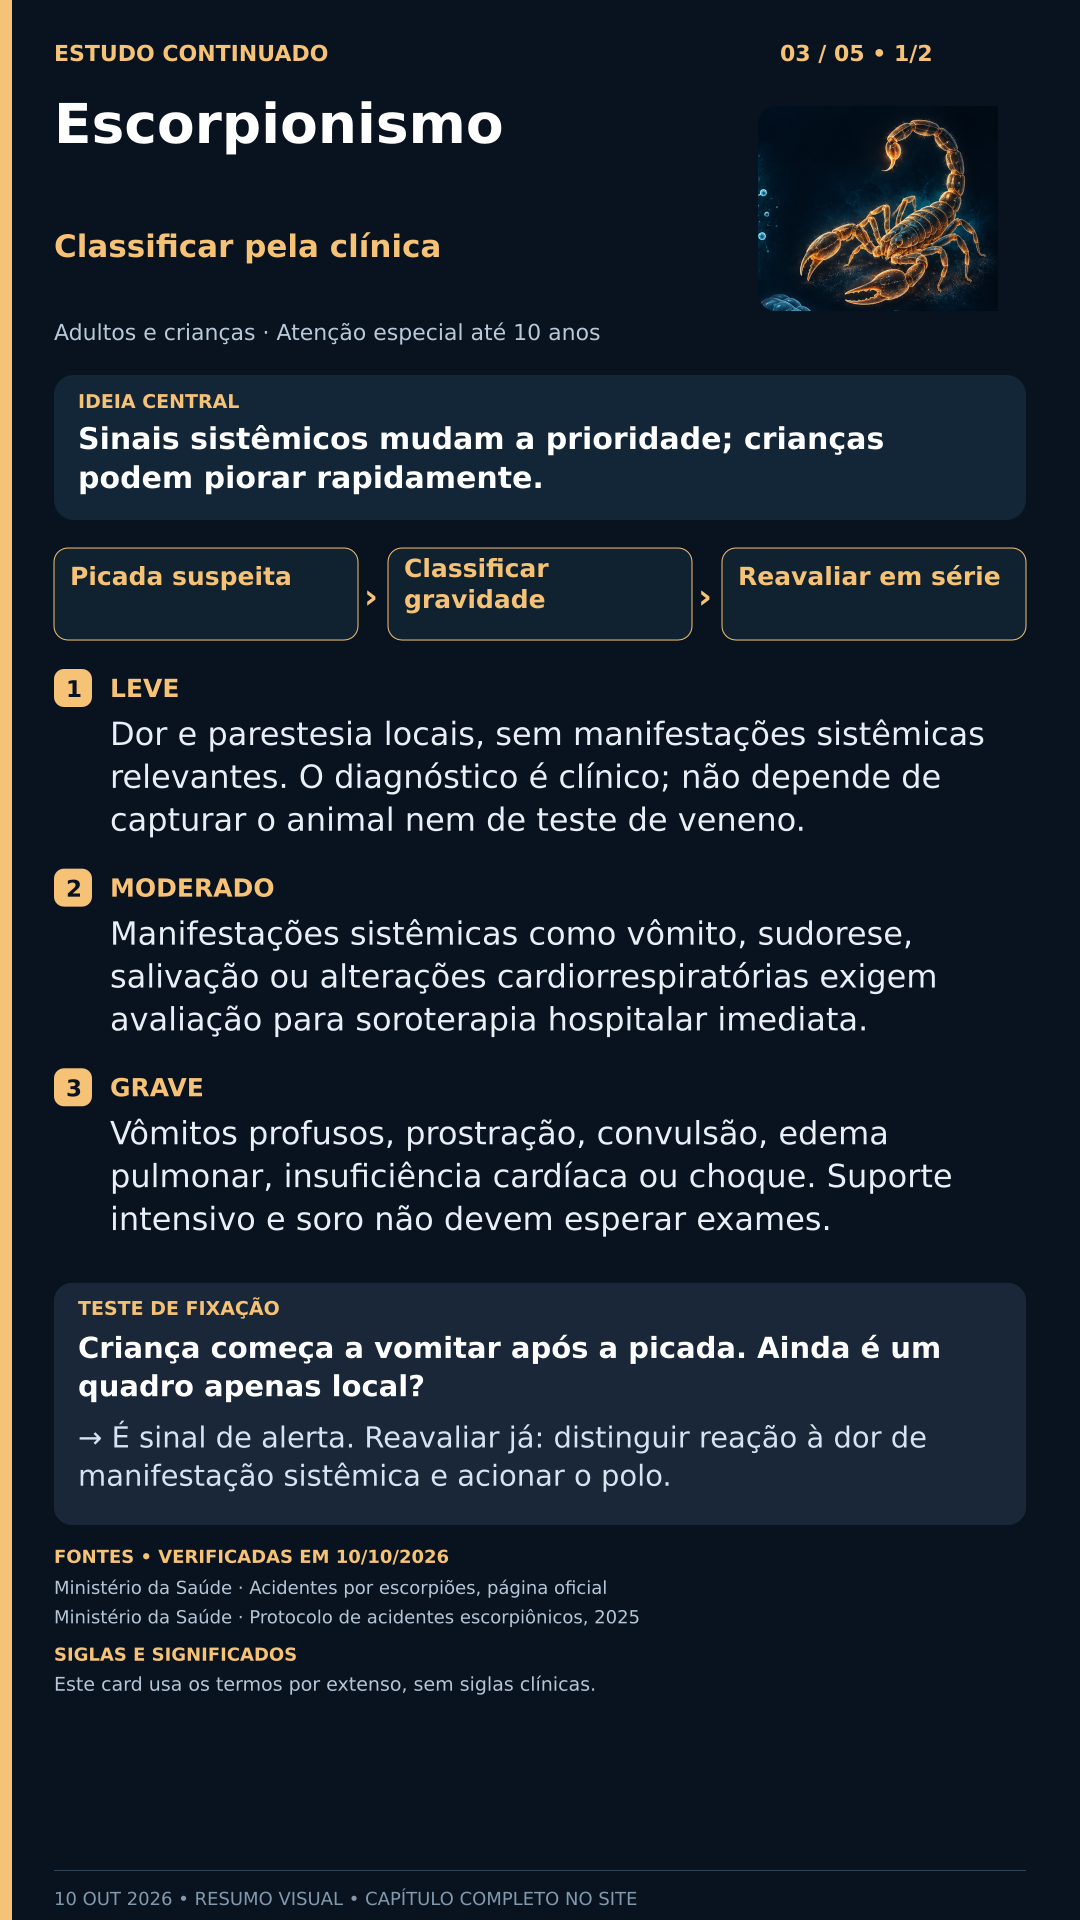 ESTUDO CONTINUADO
03 / 05 • 1/2
Escorpionismo
Classificar pela clínica
Adultos e crianças · Atenção especial até 10 anos
IDEIA CENTRAL
Sinais sistêmicos mudam a prioridade; crianças
podem piorar rapidamente.
Picada suspeita
›
Classificar
gravidade
›
Reavaliar em série
1 LEVE
Dor e parestesia locais, sem manifestações sistêmicas
relevantes. O diagnóstico é clínico; não depende de
capturar o animal nem de teste de veneno.
2 MODERADO
Manifestações sistêmicas como vômito, sudorese,
salivação ou alterações cardiorrespiratórias exigem
avaliação para soroterapia hospitalar imediata.
3 GRAVE
Vômitos profusos, prostração, convulsão, edema
pulmonar, insuficiência cardíaca ou choque. Suporte
intensivo e soro não devem esperar exames.
TESTE DE FIXAÇÃO
Criança começa a vomitar após a picada. Ainda é um
quadro apenas local?
→ É sinal de alerta. Reavaliar já: distinguir reação à dor de
manifestação sistêmica e acionar o polo.
FONTES • VERIFICADAS EM 10/10/2026
Ministério da Saúde · Acidentes por escorpiões, página oficial
Ministério da Saúde · Protocolo de acidentes escorpiônicos, 2025
SIGLAS E SIGNIFICADOS
Este card usa os termos por extenso, sem siglas clínicas.
10 OUT 2026 • RESUMO VISUAL • CAPÍTULO COMPLETO NO SITE